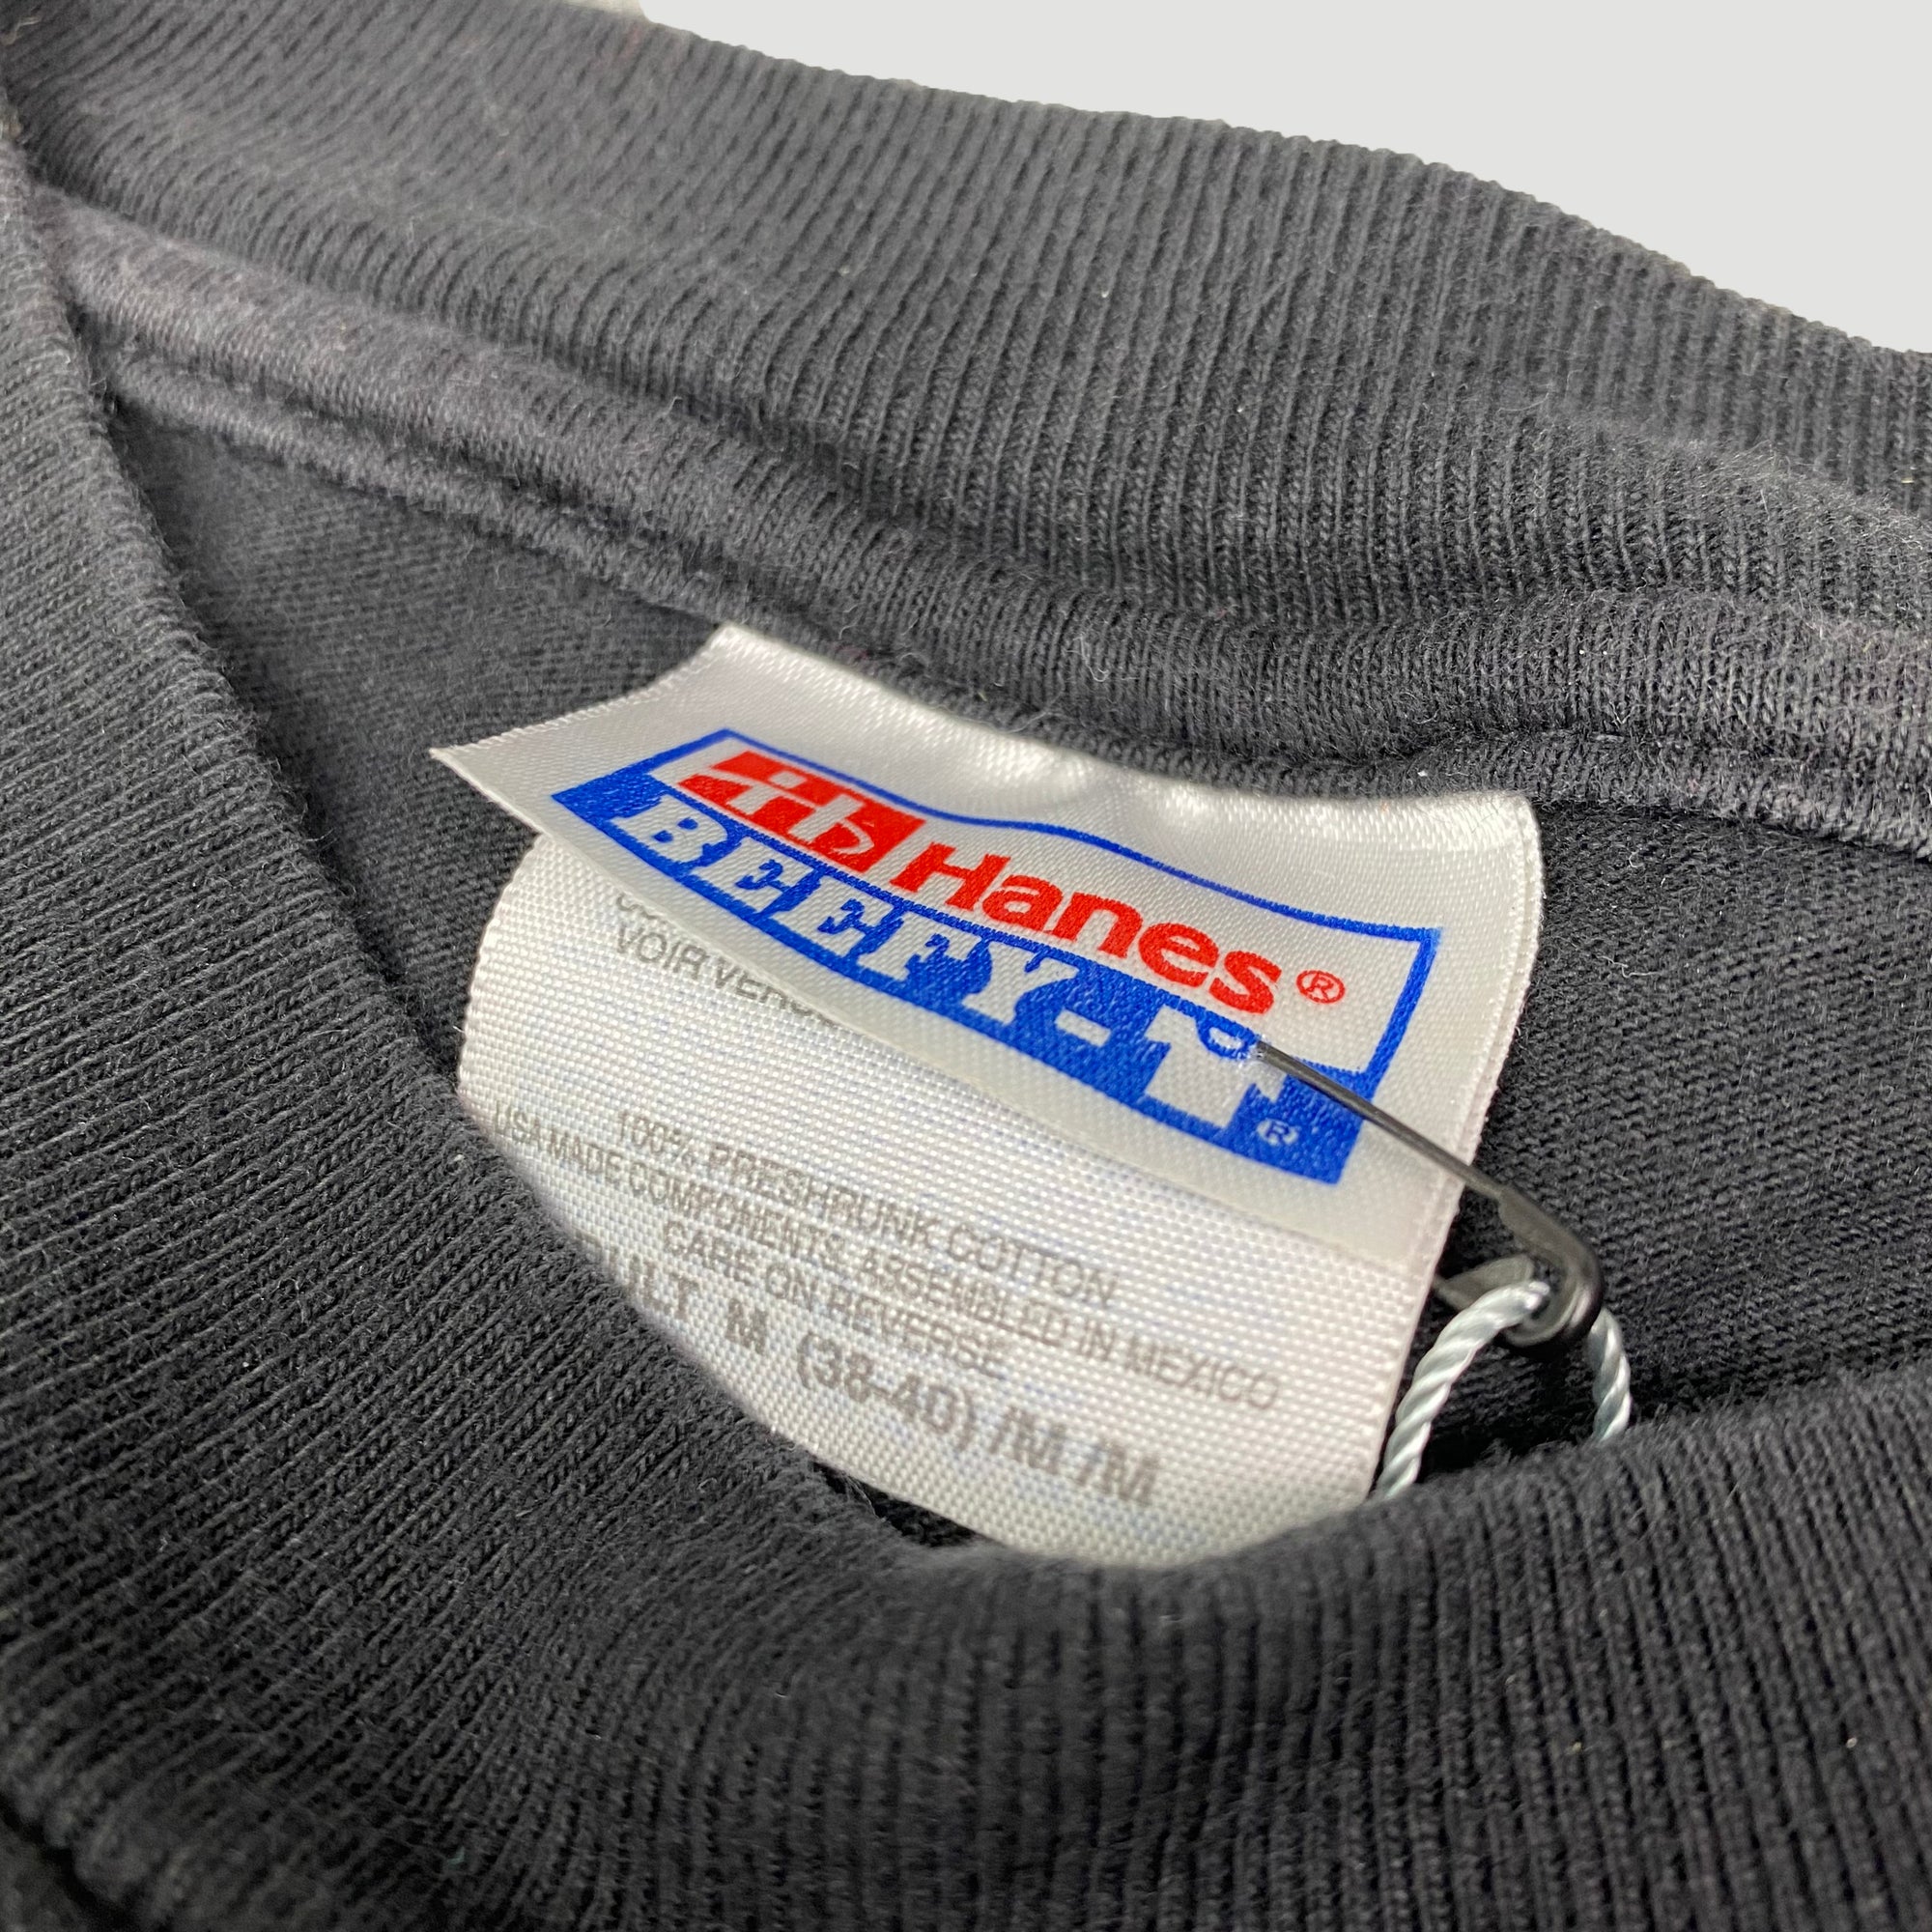 Hanes®
BEEFY-T®
VOIR VERSO
100% PRESHRUNK COTTON
USA MADE COMPONENTS, ASSEMBLED IN MEXICO
CARE ON REVERSE
M (38-40) /M /M